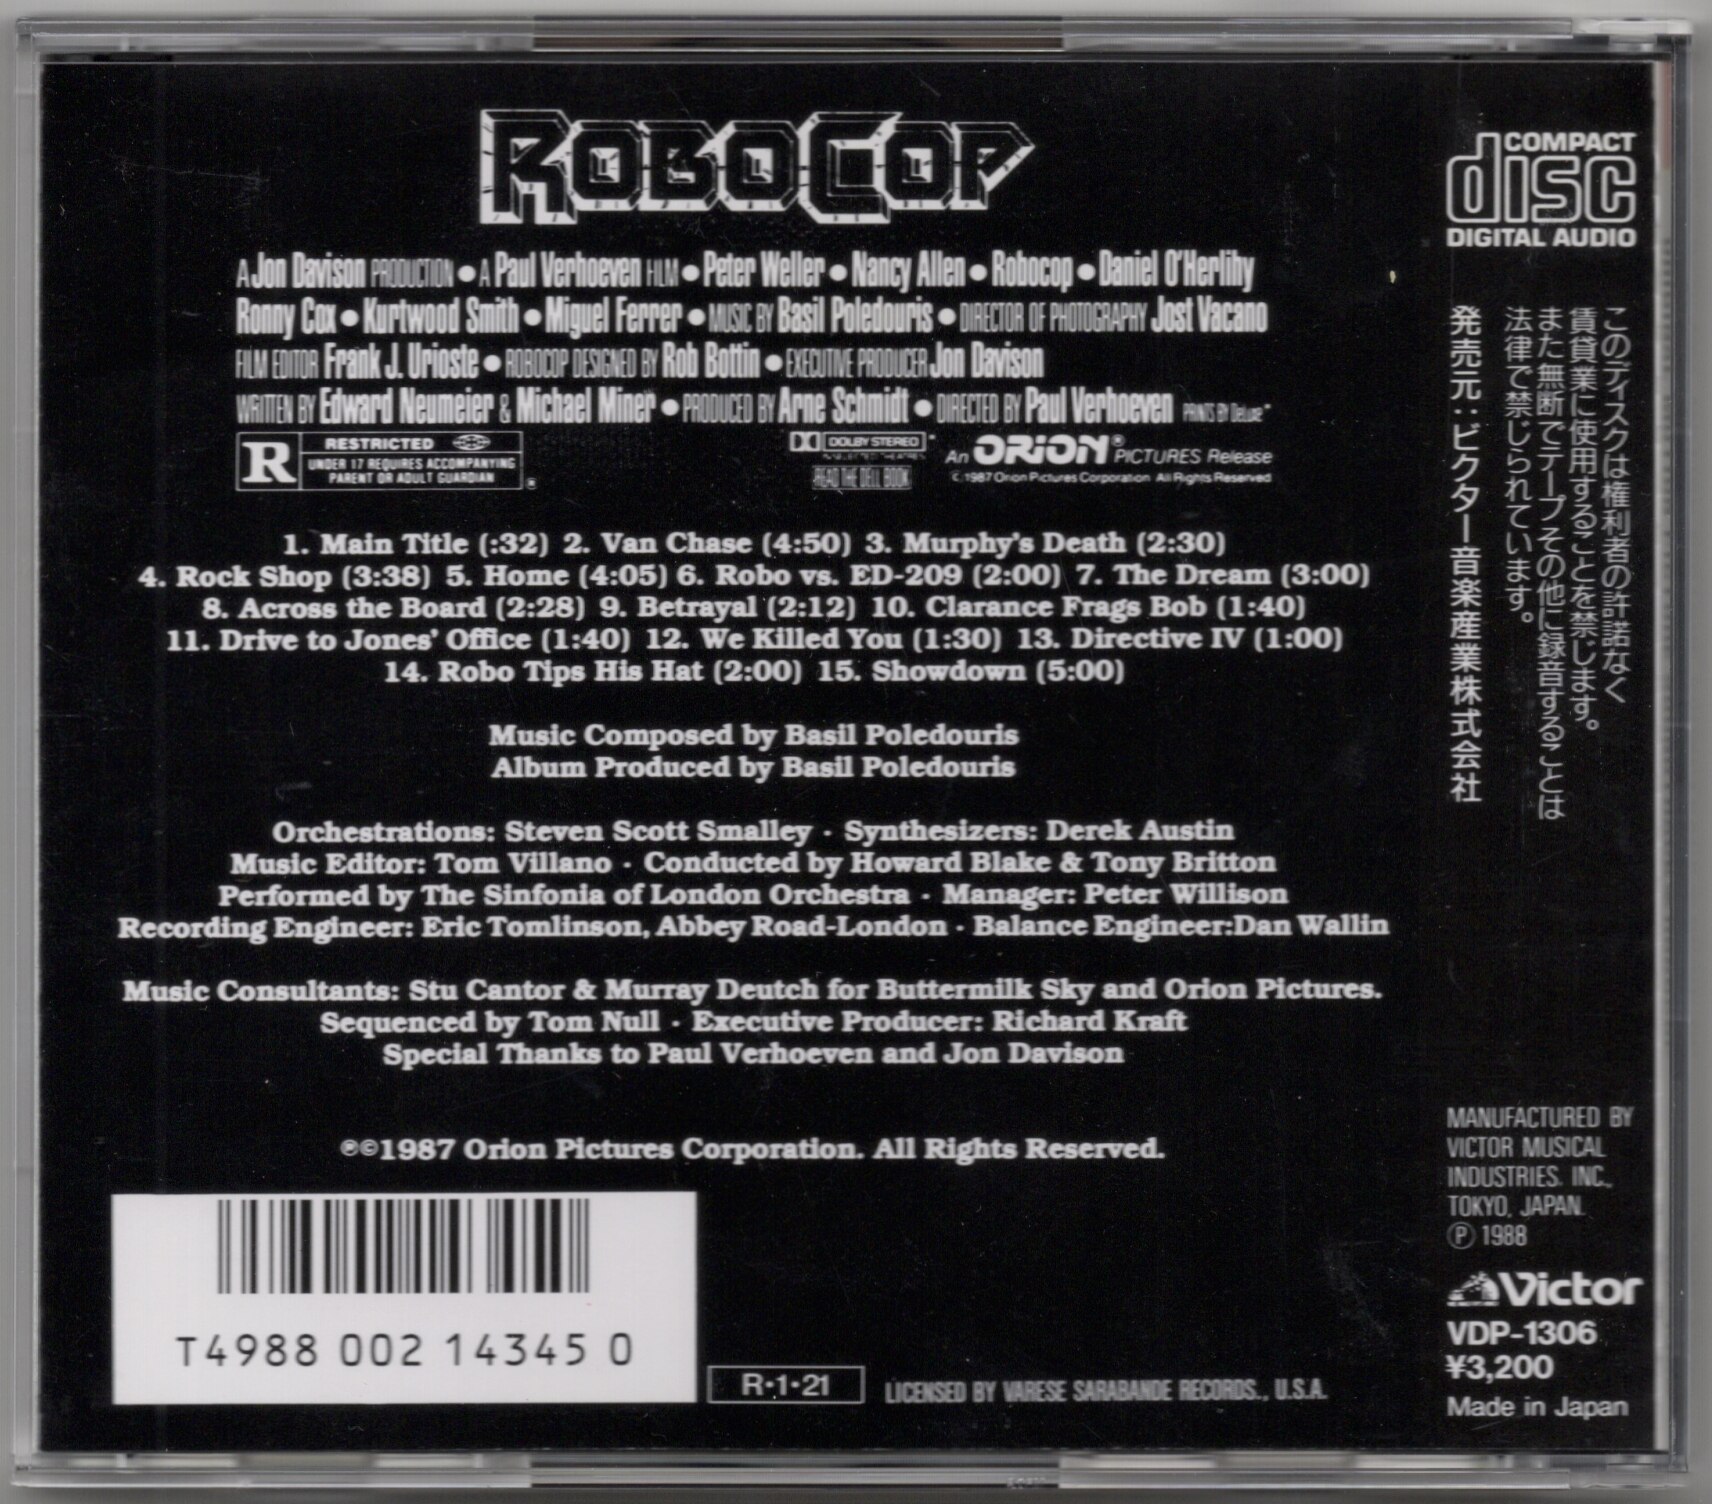 ROBOCOP
A Jon Davison PRODUCTION • A Paul Verhoeven FILM • Peter Weller • Nancy Allen • Robocop • Daniel O'Herlihy
Ronny Cox • Kurtwood Smith • Miguel Ferrer • MUSIC BY Basil Poledouris • DIRECTOR OF PHOTOGRAPHY Jost Vacano
FILM EDITOR Frank J. Urioste • ROBOCOP DESIGNED BY Rob Bottin • EXECUTIVE PRODUCER Jon Davison
WRITTEN BY Edward Neumeier & Michael Miner • PRODUCED BY Arne Schmidt • DIRECTED BY Paul Verhoeven PRINTS BY DeLuxe
R RESTRICTED
UNDER 17 REQUIRES ACCOMPANYING
PARENT OR ADULT GUARDIAN
DOLBY STEREO
IN SELECTED THEATRES
READ THE DELL BOOK
An ORION® PICTURES Release
©1987 Orion Pictures Corporation All Rights Reserved
1. Main Title (:32) 2. Van Chase (4:50) 3. Murphy's Death (2:30)
4. Rock Shop (3:38) 5. Home (4:05) 6. Robo vs. ED-209 (2:00) 7. The Dream (3:00)
8. Across the Board (2:28) 9. Betrayal (2:12) 10. Clarance Frags Bob (1:40)
11. Drive to Jones' Office (1:40) 12. We Killed You (1:30) 13. Directive IV (1:00)
14. Robo Tips His Hat (2:00) 15. Showdown (5:00)
Music Composed by Basil Poledouris
Album Produced by Basil Poledouris
Orchestrations: Steven Scott Smalley · Synthesizers: Derek Austin
Music Editor: Tom Villano · Conducted by Howard Blake & Tony Britton
Performed by The Sinfonia of London Orchestra · Manager: Peter Willison
Recording Engineer: Eric Tomlinson, Abbey Road-London · Balance Engineer:Dan Wallin
Music Consultants: Stu Cantor & Murray Deutch for Buttermilk Sky and Orion Pictures.
Sequenced by Tom Null · Executive Producer: Richard Kraft
Special Thanks to Paul Verhoeven and Jon Davison
℗©1987 Orion Pictures Corporation. All Rights Reserved.
T4988 002 14345 0
R·1·21
LICENSED BY VARESE SARABANDE RECORDS., U.S.A.
COMPACT
disc
DIGITAL AUDIO
このディスクは権利者の許諾なく
賃貸業に使用することを禁じます。
また無断でテープその他に録音することは
法律で禁じられています。
発売元:ビクター音楽産業株式会社
MANUFACTURED BY
VICTOR MUSICAL
INDUSTRIES. INC.,
TOKYO, JAPAN.
℗ 1988
Victor
VDP-1306
¥3,200
Made in Japan